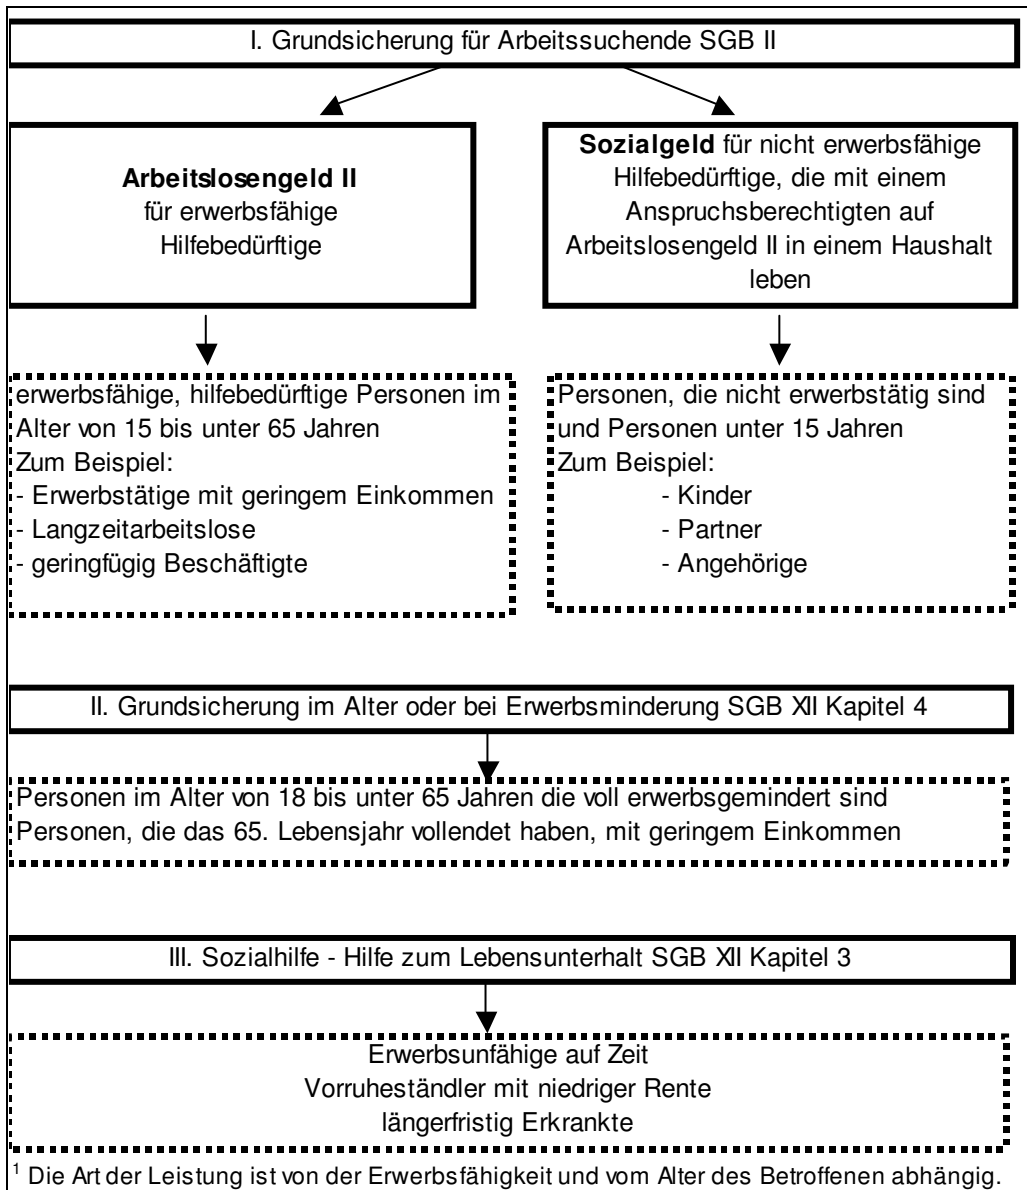 I. Grundsicherung für Arbeitssuchende SGB II
Arbeitslosengeld II
für erwerbsfähige
Hilfebedürftige
Sozialgeld für nicht erwerbsfähige
Hilfebedürftige, die mit einem
Anspruchsberechtigten auf
Arbeitslosengeld II in einem Haushalt
leben
erwerbsfähige, hilfebedürftige Personen im
Alter von 15 bis unter 65 Jahren
Zum Beispiel:
- Erwerbstätige mit geringem Einkommen
- Langzeitarbeitslose
- geringfügig Beschäftigte
Personen, die nicht erwerbstätig sind
und Personen unter 15 Jahren
Zum Beispiel:
- Kinder
- Partner
- Angehörige
II. Grundsicherung im Alter oder bei Erwerbsminderung SGB XII Kapitel 4
Personen im Alter von 18 bis unter 65 Jahren die voll erwerbsgemindert sind
Personen, die das 65. Lebensjahr vollendet haben, mit geringem Einkommen
III. Sozialhilfe - Hilfe zum Lebensunterhalt SGB XII Kapitel 3
Erwerbsunfähige auf Zeit
Vorruheständler mit niedriger Rente
längerfristig Erkrankte
¹ Die Art der Leistung ist von der Erwerbsfähigkeit und vom Alter des Betroffenen abhängig.